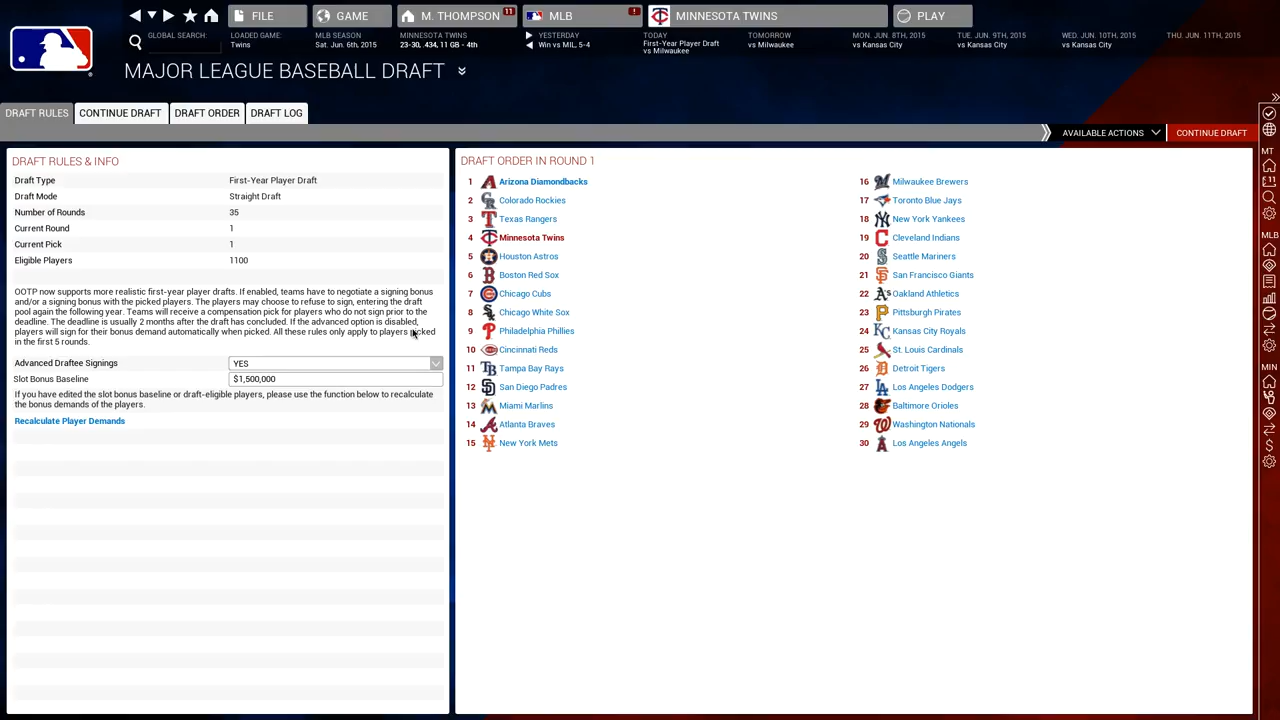 FILE
GAME
M. THOMPSON
11
MLB
!
MINNESOTA TWINS
PLAY
GLOBAL SEARCH:
LOADED GAME:
Twins
MLB SEASON
Sat. Jun. 6th, 2015
MINNESOTA TWINS
23-30, .434, 11 GB - 4th
YESTERDAY
Win vs MIL, 5-4
TODAY
First-Year Player Draft
vs Milwaukee
TOMORROW
vs Milwaukee
MON. JUN. 8TH, 2015
vs Kansas City
TUE. JUN. 9TH, 2015
vs Kansas City
WED. JUN. 10TH, 2015
vs Kansas City
THU. JUN. 11TH, 2015
MAJOR LEAGUE BASEBALL DRAFT
DRAFT RULES
CONTINUE DRAFT
DRAFT ORDER
DRAFT LOG
AVAILABLE ACTIONS
CONTINUE DRAFT
DRAFT RULES & INFO
Draft Type First-Year Player Draft
Draft Mode Straight Draft
Number of Rounds 35
Current Round 1
Current Pick 1
Eligible Players 1100
OOTP now supports more realistic first-year player drafts. If enabled, teams have to negotiate a signing bonus
and/or a signing bonus with the picked players. The players may choose to refuse to sign, entering the draft
pool again the following year. Teams will receive a compensation pick for players who do not sign prior to the
deadline. The deadline is usually 2 months after the draft has concluded. If the advanced option is disabled,
players will sign for their bonus demand automatically when picked. All these rules only apply to players picked
in the first 5 rounds.
Advanced Draftee Signings YES
Slot Bonus Baseline $1,500,000
If you have edited the slot bonus baseline or draft-eligible players, please use the function below to recalculate
the bonus demands of the players.
Recalculate Player Demands
DRAFT ORDER IN ROUND 1
1 Arizona Diamondbacks
2 Colorado Rockies
3 Texas Rangers
4 Minnesota Twins
5 Houston Astros
6 Boston Red Sox
7 Chicago Cubs
8 Chicago White Sox
9 Philadelphia Phillies
10 Cincinnati Reds
11 Tampa Bay Rays
12 San Diego Padres
13 Miami Marlins
14 Atlanta Braves
15 New York Mets
16 Milwaukee Brewers
17 Toronto Blue Jays
18 New York Yankees
19 Cleveland Indians
20 Seattle Mariners
21 San Francisco Giants
22 Oakland Athletics
23 Pittsburgh Pirates
24 Kansas City Royals
25 St. Louis Cardinals
26 Detroit Tigers
27 Los Angeles Dodgers
28 Baltimore Orioles
29 Washington Nationals
30 Los Angeles Angels
MT
MLB
MIN